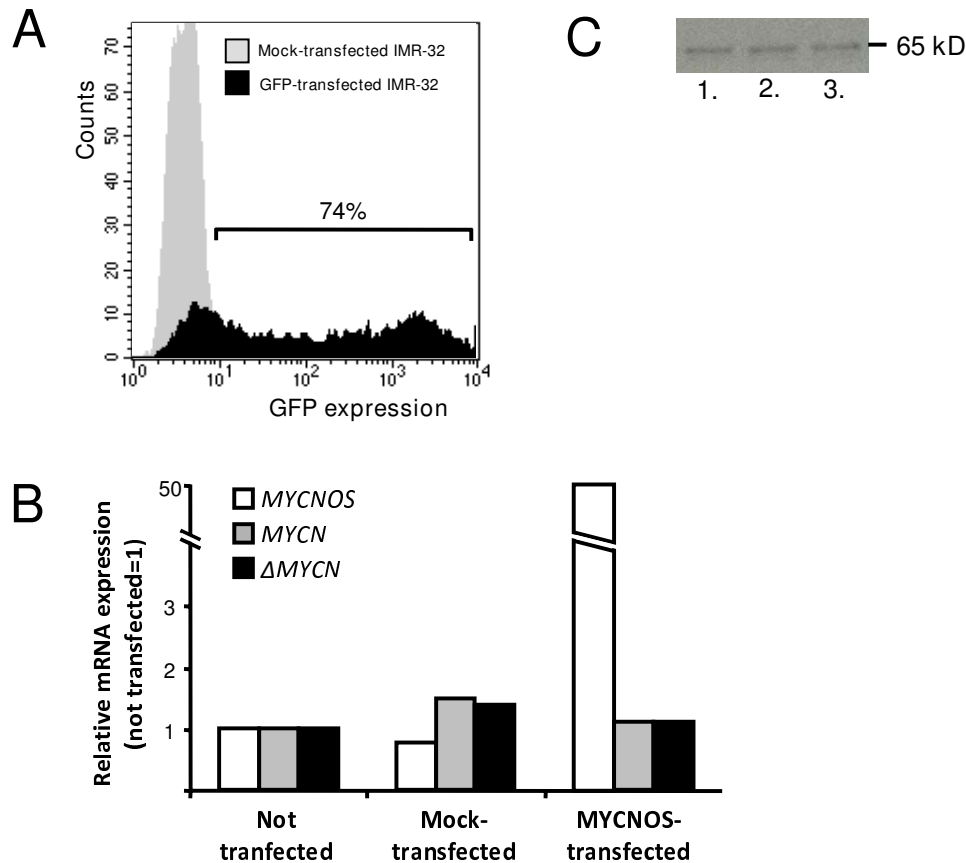 A
Counts
70
60
50
40
30
20
10
0
Mock-transfected IMR-32
GFP-transfected IMR-32
74%
10^0 10^1 10^2 10^3 10^4
GFP expression
C
65 kD
1. 2. 3.
B
Relative mRNA expression
(not transfected=1)
50
3
2
1
MYCNOS
MYCN
ΔMYCN
Not
tranfected
Mock-
transfected
MYCNOS-
transfected